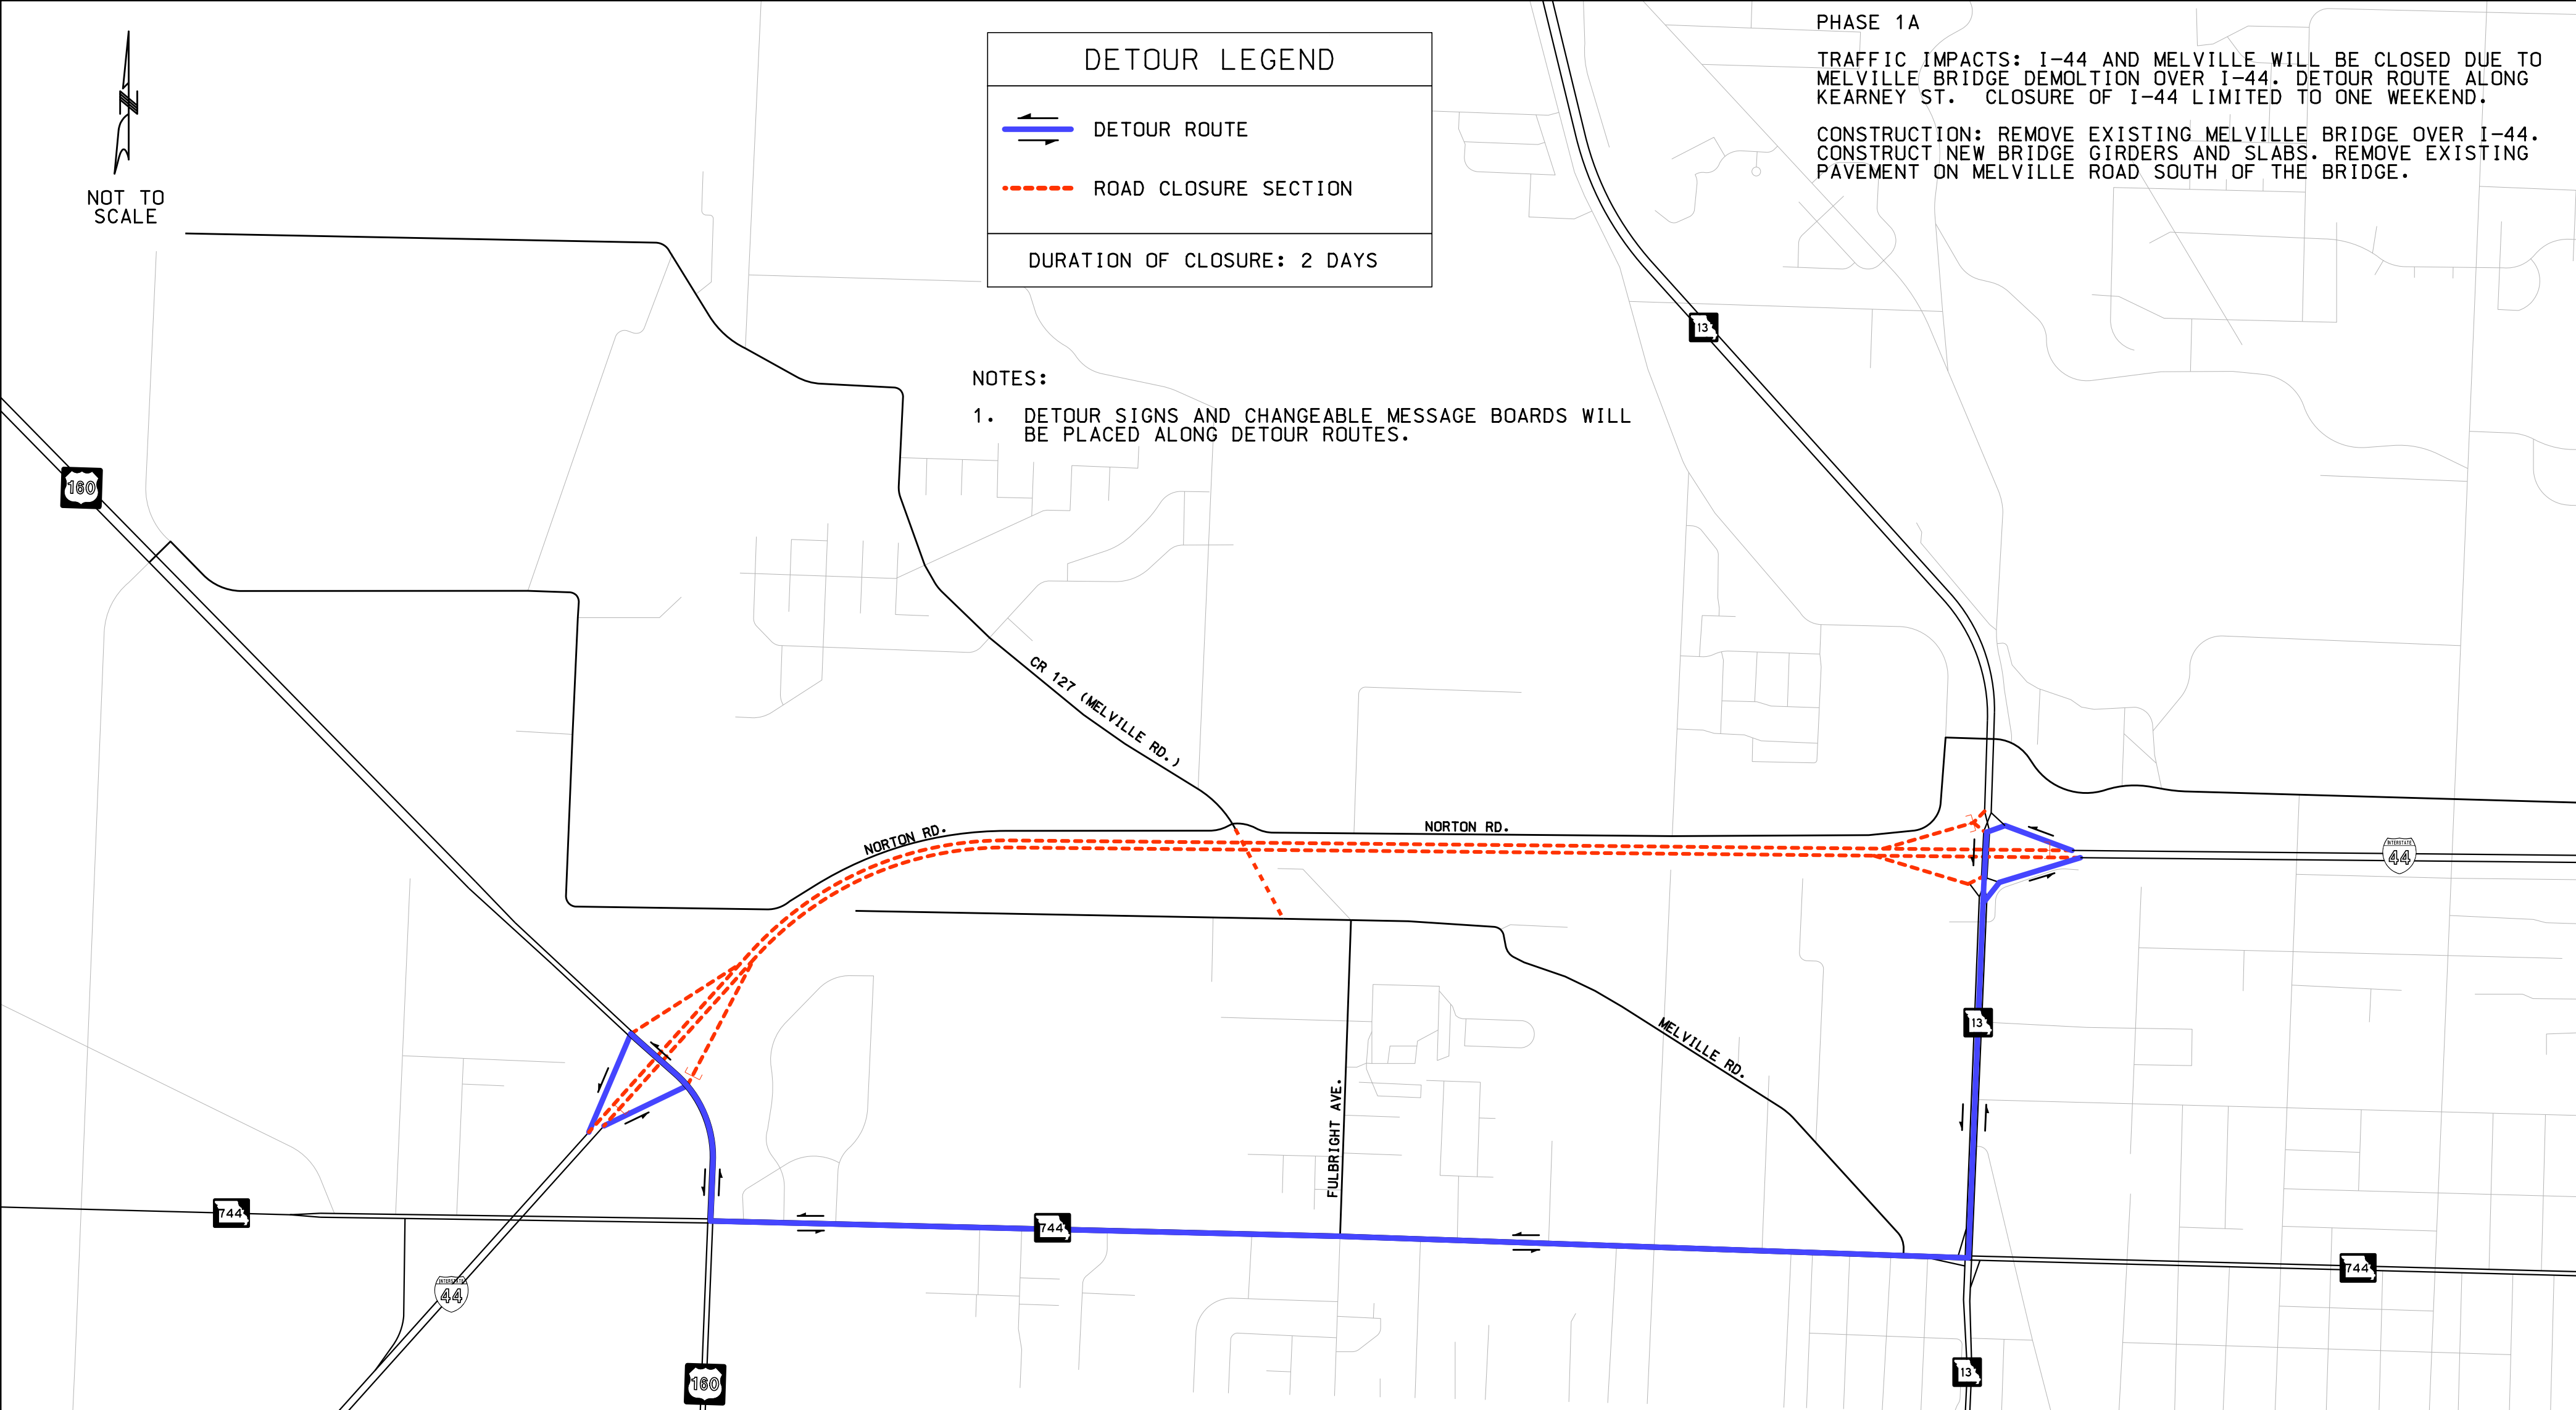 PHASE 1A
TRAFFIC IMPACTS: I-44 AND MELVILLE WILL BE CLOSED DUE TO
MELVILLE BRIDGE DEMOLTION OVER I-44. DETOUR ROUTE ALONG
KEARNEY ST. CLOSURE OF I-44 LIMITED TO ONE WEEKEND.
CONSTRUCTION: REMOVE EXISTING MELVILLE BRIDGE OVER I-44.
CONSTRUCT NEW BRIDGE GIRDERS AND SLABS. REMOVE EXISTING
PAVEMENT ON MELVILLE ROAD SOUTH OF THE BRIDGE.
DETOUR LEGEND
DETOUR ROUTE
ROAD CLOSURE SECTION
DURATION OF CLOSURE: 2 DAYS
N
NOT TO
SCALE
13
NOTES:
1. DETOUR SIGNS AND CHANGEABLE MESSAGE BOARDS WILL
BE PLACED ALONG DETOUR ROUTES.
160
CR 127 (MELVILLE RD.)
NORTON RD.
NORTON RD.
INTERSTATE
44
13
MELVILLE RD.
FULBRIGHT AVE.
744
744
744
INTERSTATE
44
160
13